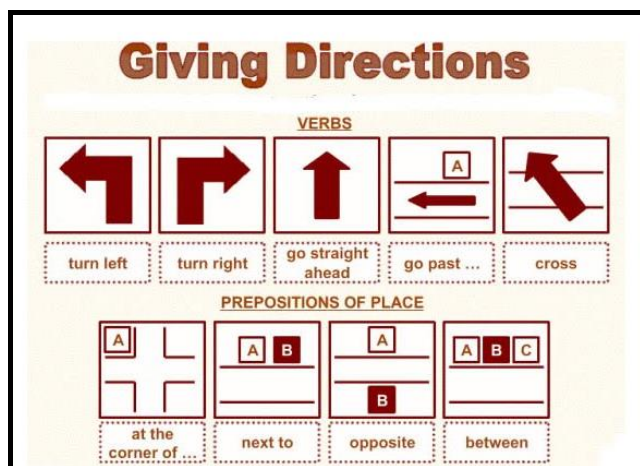 Giving Directions
VERBS
A
turn left
turn right
go straight
ahead
go past ...
cross
PREPOSITIONS OF PLACE
A
A B
A
B
A B C
at the
corner of ...
next to
opposite
between